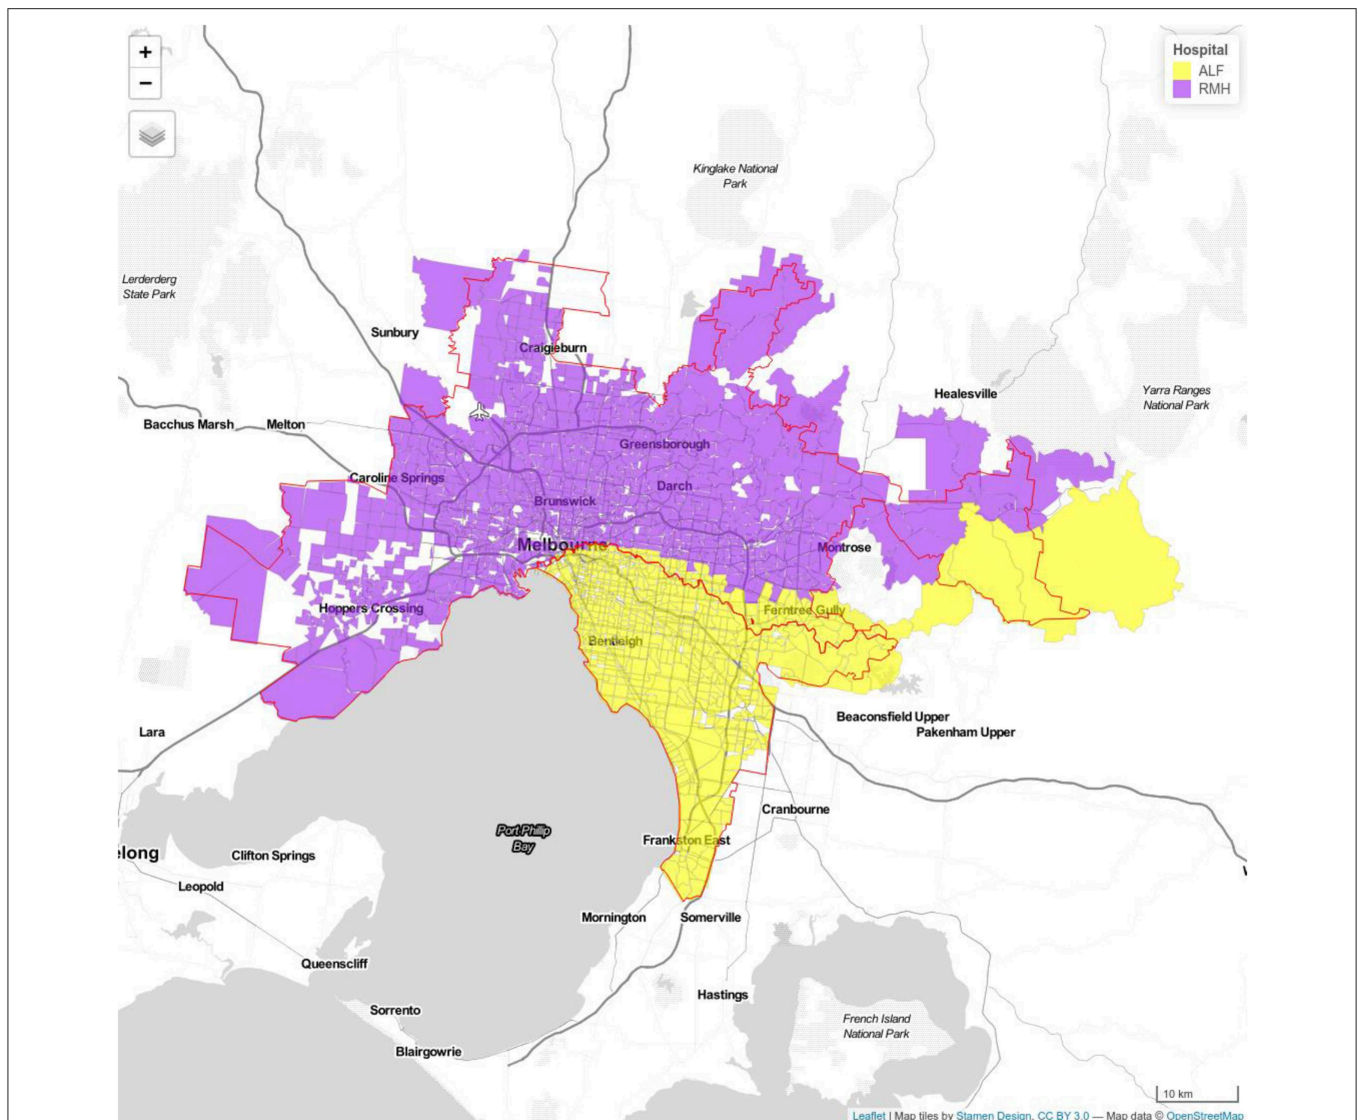 +
−
Hospital
ALF
RMH
Kinglake National
Park
Lerderderg
State Park
Sunbury
Craigieburn
Healesville
Yarra Ranges
National Park
Bacchus Marsh
Melton
Greensborough
Caroline Springs
Darch
Brunswick
Melbourne
Montrose
Hoppers Crossing
Ferntree Gully
Bentleigh
Beaconsfield Upper
Lara
Pakenham Upper
Cranbourne
Port Phillip
Bay
Frankston East
elong
Clifton Springs
Leopold
Mornington
Somerville
Queenscliff
Hastings
Sorrento
French Island
National Park
Blairgowrie
10 km
Leaflet | Map tiles by Stamen Design, CC BY 3.0 — Map data © OpenStreetMap